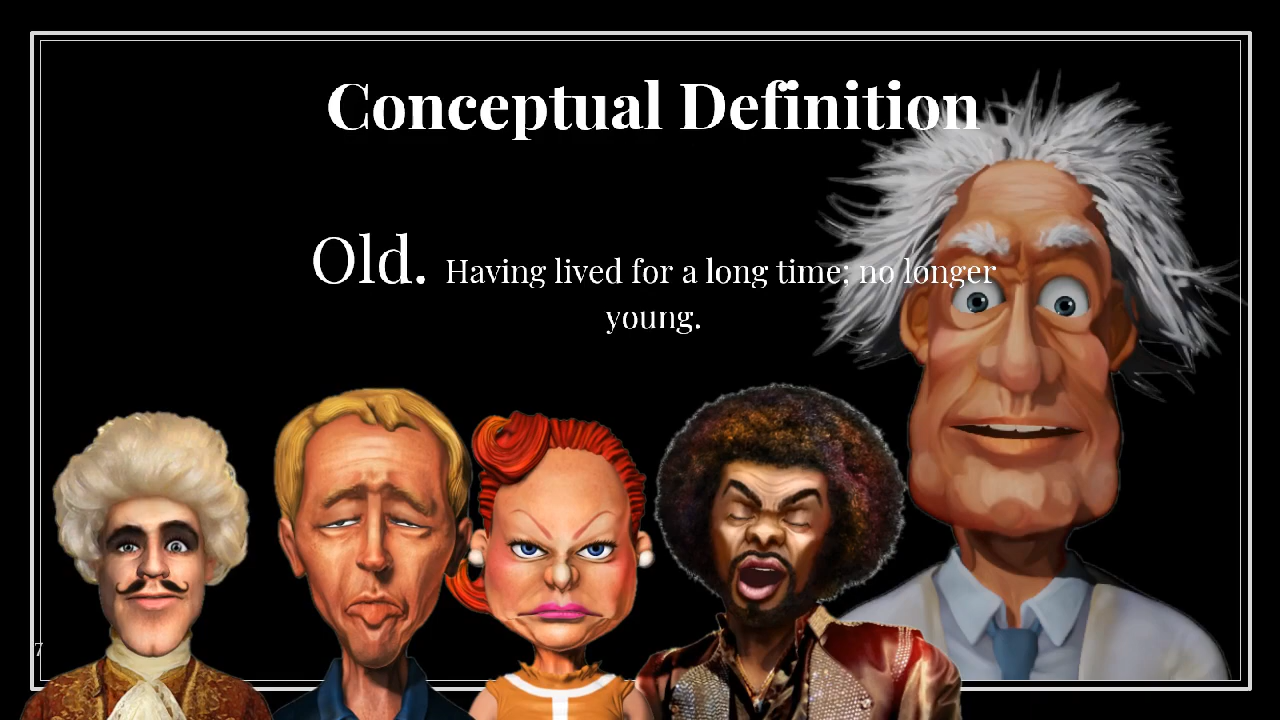 Conceptual Definition
Old. Having lived for a long time; no longer
young.
7